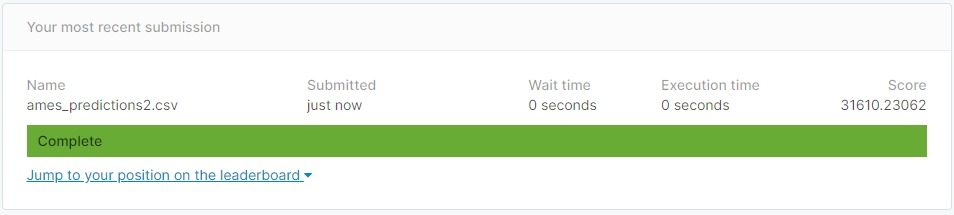 Your most recent submission
Name Submitted Wait time Execution time Score
ames_predictions2.csv just now 0 seconds 0 seconds 31610.23062
Complete
Jump to your position on the leaderboard